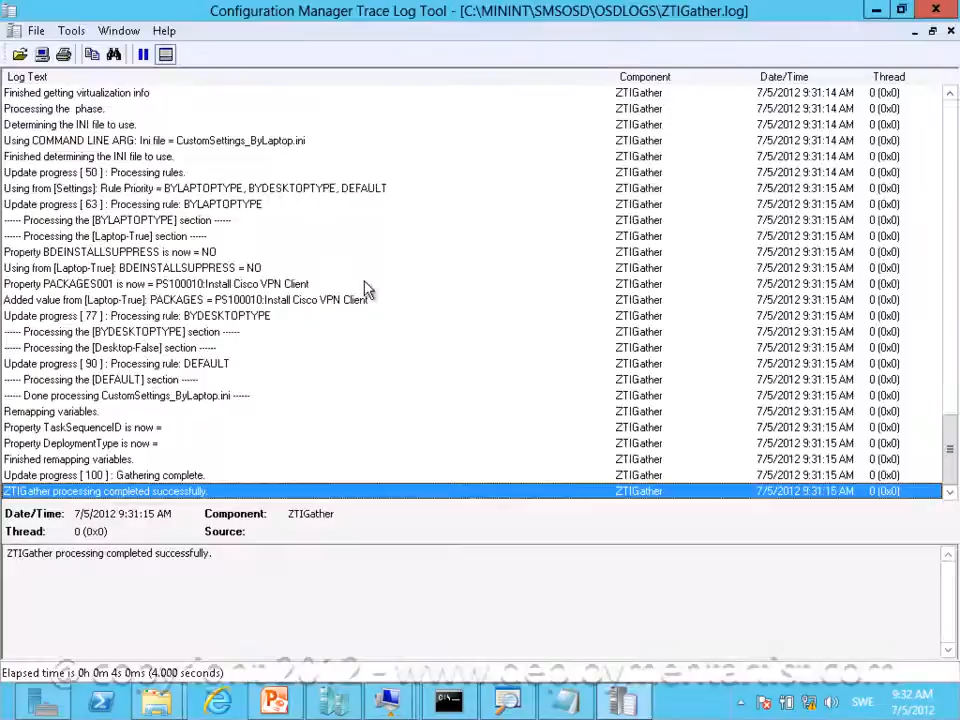 Configuration Manager Trace Log Tool - [C:\MININT\SMSOSD\OSDLOGS\ZTIGather.log]
File Tools Window Help
Log Text Component Date/Time Thread
Finished getting virtualization info ZTIGather 7/5/2012 9:31:14 AM 0 (0x0)
Processing the phase. ZTIGather 7/5/2012 9:31:14 AM 0 (0x0)
Determining the INI file to use. ZTIGather 7/5/2012 9:31:14 AM 0 (0x0)
Using COMMAND LINE ARG: Ini file = CustomSettings_ByLaptop.ini ZTIGather 7/5/2012 9:31:14 AM 0 (0x0)
Finished determining the INI file to use. ZTIGather 7/5/2012 9:31:14 AM 0 (0x0)
Update progress [ 50 ] : Processing rules. ZTIGather 7/5/2012 9:31:14 AM 0 (0x0)
Using from [Settings]: Rule Priority = BYLAPTOPTYPE, BYDESKTOPTYPE, DEFAULT ZTIGather 7/5/2012 9:31:15 AM 0 (0x0)
Update progress [ 63 ] : Processing rule: BYLAPTOPTYPE ZTIGather 7/5/2012 9:31:15 AM 0 (0x0)
------ Processing the [BYLAPTOPTYPE] section ------ ZTIGather 7/5/2012 9:31:15 AM 0 (0x0)
------ Processing the [Laptop-True] section ------ ZTIGather 7/5/2012 9:31:15 AM 0 (0x0)
Property BDEINSTALLSUPPRESS is now = NO ZTIGather 7/5/2012 9:31:15 AM 0 (0x0)
Using from [Laptop-True]: BDEINSTALLSUPPRESS = NO ZTIGather 7/5/2012 9:31:15 AM 0 (0x0)
Property PACKAGES001 is now = PS100010:Install Cisco VPN Client ZTIGather 7/5/2012 9:31:15 AM 0 (0x0)
Added value from [Laptop-True]: PACKAGES = PS100010:Install Cisco VPN Client ZTIGather 7/5/2012 9:31:15 AM 0 (0x0)
Update progress [ 77 ] : Processing rule: BYDESKTOPTYPE ZTIGather 7/5/2012 9:31:15 AM 0 (0x0)
------ Processing the [BYDESKTOPTYPE] section ------ ZTIGather 7/5/2012 9:31:15 AM 0 (0x0)
------ Processing the [Desktop-False] section ------ ZTIGather 7/5/2012 9:31:15 AM 0 (0x0)
Update progress [ 90 ] : Processing rule: DEFAULT ZTIGather 7/5/2012 9:31:15 AM 0 (0x0)
------ Processing the [DEFAULT] section ------ ZTIGather 7/5/2012 9:31:15 AM 0 (0x0)
------ Done processing CustomSettings_ByLaptop.ini ------ ZTIGather 7/5/2012 9:31:15 AM 0 (0x0)
Remapping variables. ZTIGather 7/5/2012 9:31:15 AM 0 (0x0)
Property TaskSequenceID is now = ZTIGather 7/5/2012 9:31:15 AM 0 (0x0)
Property DeploymentType is now = ZTIGather 7/5/2012 9:31:15 AM 0 (0x0)
Finished remapping variables. ZTIGather 7/5/2012 9:31:15 AM 0 (0x0)
Update progress [ 100 ] : Gathering complete. ZTIGather 7/5/2012 9:31:15 AM 0 (0x0)
ZTIGather processing completed successfully. ZTIGather 7/5/2012 9:31:15 AM 0 (0x0)
Date/Time: 7/5/2012 9:31:15 AM Component: ZTIGather
Thread: 0 (0x0) Source:
ZTIGather processing completed successfully.
Elapsed time is 0h 0m 4s 0ms (4.000 seconds)
© copyright 2012 - www.deploymentartist.com
SWE 9:32 AM
7/5/2012